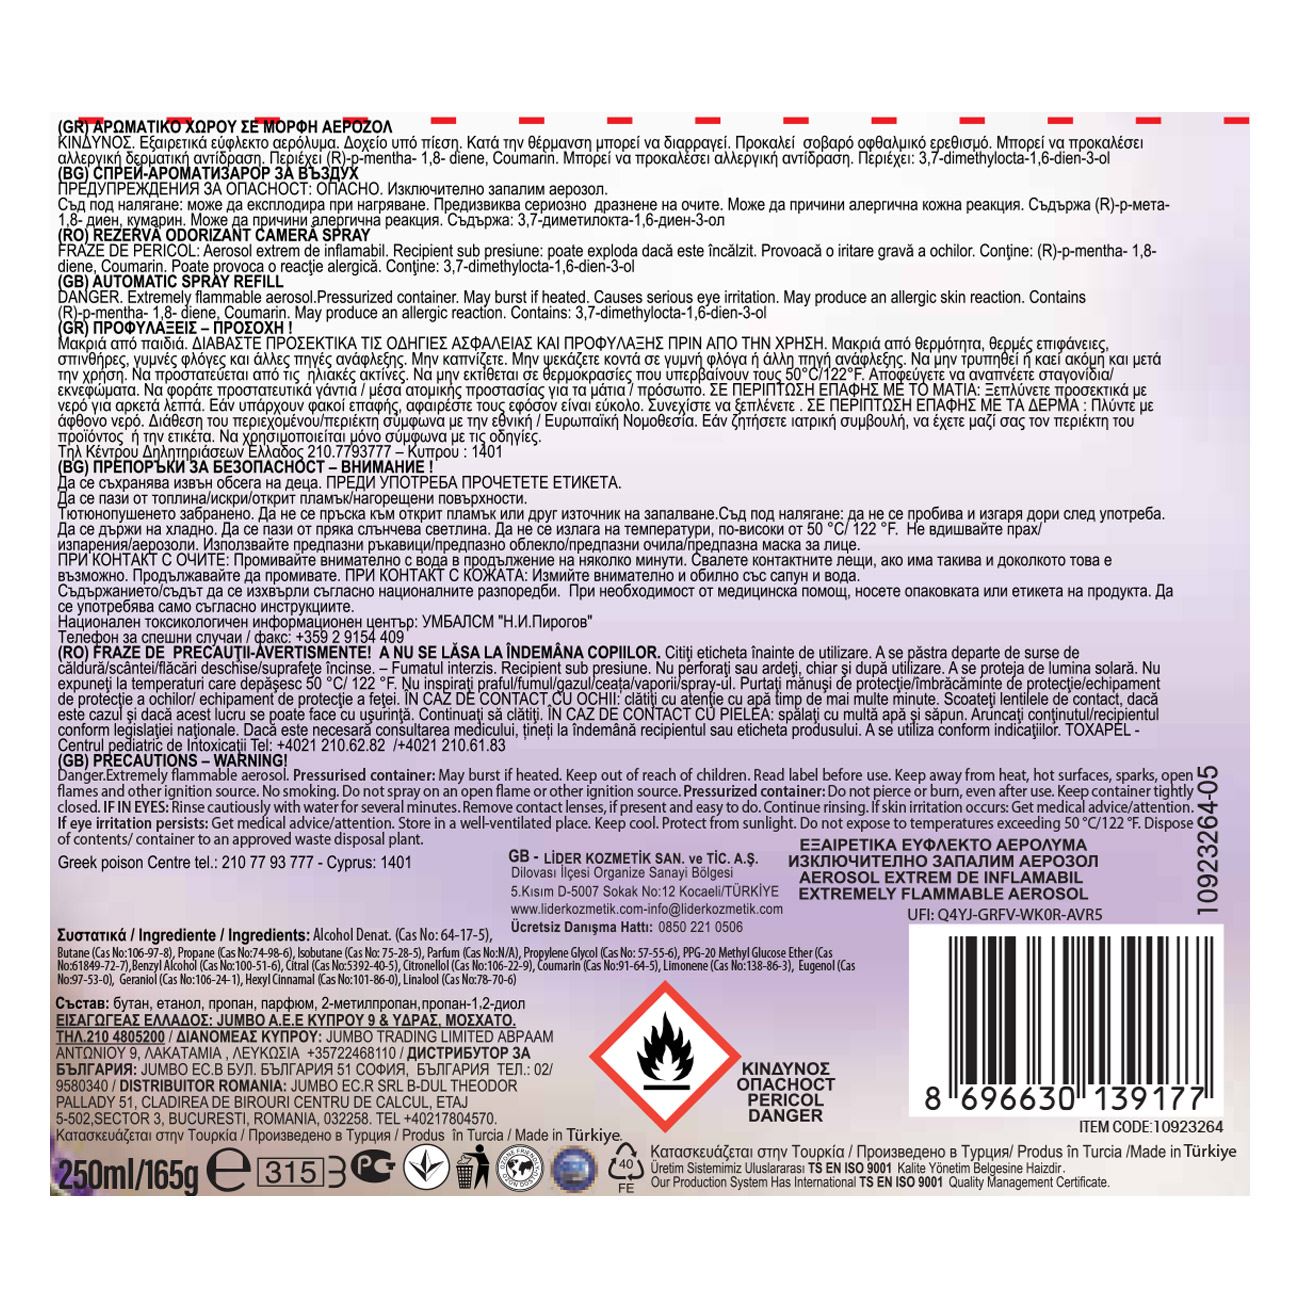 (GR) ΑΡΩΜΑΤΙΚΟ ΧΩΡΟΥ ΣΕ ΜΟΡΦΗ ΑΕΡΟΖΟΛ
ΚΙΝΔΥΝΟΣ. Εξαιρετικά εύφλεκτο αερόλυμα. Δοχείο υπό πίεση. Κατά την θέρμανση μπορεί να διαρραγεί. Προκαλεί σοβαρό οφθαλμικό ερεθισμό. Μπορεί να προκαλέσει
αλλεργική δερματική αντίδραση. Περιέχει (R)-p-mentha- 1,8- diene, Coumarin. Μπορεί να προκαλέσει αλλεργική αντίδραση. Περιέχει: 3,7-dimethylocta-1,6-dien-3-ol
(BG) СПРЕЙ-АРОМАТИЗАРОР ЗА ВЪЗДУХ
ПРЕДУПРЕЖДЕНИЯ ЗА ОПАСНОСТ: ОПАСНО. Изключително запалим аерозол.
Съд под налягане: може да експлодира при нагряване. Предизвиква сериозно дразнене на очите. Може да причини алергична кожна реакция. Съдържа (R)-р-мета-
1,8- диен, кумарин. Може да причини алергична реакция. Съдържа: 3,7-диметилокта-1,6-диен-3-ол
(RO) REZERVĂ ODORIZANT CAMERĂ SPRAY
FRAZE DE PERICOL: Aerosol extrem de inflamabil. Recipient sub presiune: poate exploda dacă este încălzit. Provoacă o iritare gravă a ochilor. Conţine: (R)-p-mentha- 1,8-
diene, Coumarin. Poate provoca o reacţie alergică. Conţine: 3,7-dimethylocta-1,6-dien-3-ol
(GB) AUTOMATIC SPRAY REFILL
DANGER. Extremely flammable aerosol.Pressurized container. May burst if heated. Causes serious eye irritation. May produce an allergic skin reaction. Contains
(R)-p-mentha- 1,8- diene, Coumarin. May produce an allergic reaction. Contains: 3,7-dimethylocta-1,6-dien-3-ol
(GR) ΠΡΟΦΥΛΑΞΕΙΣ – ΠΡΟΣΟΧΗ !
Μακριά από παιδιά. ΔΙΑΒΑΣΤΕ ΠΡΟΣΕΚΤΙΚΑ ΤΙΣ ΟΔΗΓΙΕΣ ΑΣΦΑΛΕΙΑΣ ΚΑΙ ΠΡΟΦΥΛΑΞΗΣ ΠΡΙΝ ΑΠΟ ΤΗΝ ΧΡΗΣΗ. Μακριά από θερμότητα, θερμές επιφάνειες,
σπινθήρες, γυμνές φλόγες και άλλες πηγές ανάφλεξης. Μην καπνίζετε. Μην ψεκάζετε κοντά σε γυμνή φλόγα ή άλλη πηγή ανάφλεξης. Να μην τρυπηθεί ή καεί ακόμη και μετά
την χρήση. Να προστατεύεται από τις ηλιακές ακτίνες. Να μην εκτίθεται σε θερμοκρασίες που υπερβαίνουν τους 50°C/122°F. Αποφεύγετε να αναπνέετε σταγονίδια/
εκνεφώματα. Να φοράτε προστατευτικά γάντια / μέσα ατομικής προστασίας για τα μάτια / πρόσωπο. ΣΕ ΠΕΡΙΠΤΩΣΗ ΕΠΑΦΗΣ ΜΕ ΤΟ ΜΑΤΙΑ: Ξεπλύνετε προσεκτικά με
νερό για αρκετά λεπτά. Εάν υπάρχουν φακοί επαφής, αφαιρέστε τους εφόσον είναι εύκολο. Συνεχίστε να ξεπλένετε . ΣΕ ΠΕΡΙΠΤΩΣΗ ΕΠΑΦΗΣ ΜΕ ΤΑ ΔΕΡΜΑ : Πλύντε με
άφθονο νερό. Διάθεση του περιεχομένου/περιέκτη σύμφωνα με την εθνική / Ευρωπαϊκή Νομοθεσία. Εάν ζητήσετε ιατρική συμβουλή, να έχετε μαζί σας τον περιέκτη του
προϊόντος ή την ετικέτα. Να χρησιμοποιείται μόνο σύμφωνα με τις οδηγίες.
Τηλ Κέντρου Δηλητηριάσεων Ελλάδος 210.7793777 – Κυπρου : 1401
(BG) ПРЕПОРЪКИ ЗА БЕЗОПАСНОСТ – ВНИМАНИЕ !
Да се съхранява извън обсега на деца. ПРЕДИ УПОТРЕБА ПРОЧЕТЕТЕ ЕТИКЕТА.
Да се пази от топлина/искри/открит пламък/нагорещени повърхности.
Тютюнопушенето забранено. Да не се пръска към открит пламък или друг източник на запалване.Съд под налягане: да не се пробива и изгаря дори след употреба.
Да се държи на хладно. Да се пази от пряка слънчева светлина. Да не се излага на температури, по-високи от 50 °C/ 122 °F. Не вдишвайте прах/
изпарения/аерозоли. Използвайте предпазни ръкавици/предпазно облекло/предпазни очила/предпазна маска за лице.
ПРИ КОНТАКТ С ОЧИТЕ: Промивайте внимателно с вода в продължение на няколко минути. Свалете контактните лещи, ако има такива и доколкото това е
възможно. Продължавайте да промивате. ПРИ КОНТАКТ С КОЖАТА: Измийте внимателно и обилно със сапун и вода.
Съдържанието/съдът да се изхвърли съгласно националните разпоредби. При необходимост от медицинска помощ, носете опаковката или етикета на продукта. Да
се употребява само съгласно инструкциите.
Национален токсикологичен информационен център: УМБАЛСМ "Н.И.Пирогов"
Телефон за спешни случаи / факс: +359 2 9154 409
(RO) FRAZE DE PRECAUŢII-AVERTISMENTE! A NU SE LĂSA LA ÎNDEMÂNA COPIILOR. Citiţi eticheta înainte de utilizare. A se păstra departe de surse de
căldură/scântei/flăcări deschise/suprafeţe încinse. – Fumatul interzis. Recipient sub presiune. Nu perforaţi sau ardeţi, chiar şi după utilizare. A se proteja de lumina solară. Nu
expuneţi la temperaturi care depăşesc 50 °C/ 122 °F. Nu inspiraţi praful/fumul/gazul/ceaţa/vaporii/spray-ul. Purtaţi mănuşi de protecţie/îmbrăcăminte de protecţie/echipament
de protecţie a ochilor/ echipament de protecţie a feţei. ÎN CAZ DE CONTACT CU OCHII: clătiţi cu atenţie cu apă timp de mai multe minute. Scoateţi lentilele de contact, dacă
este cazul şi dacă acest lucru se poate face cu uşurinţă. Continuaţi să clătiţi. ÎN CAZ DE CONTACT CU PIELEA: spălaţi cu multă apă şi săpun. Aruncaţi conţinutul/recipientul
conform legislaţiei naţionale. Dacă este necesară consultarea medicului, ţineţi la îndemână recipientul sau eticheta produsului. A se utiliza conform indicaţiilor. TOXAPEL -
Centrul pediatric de Intoxicaţii Tel: +4021 210.62.82 /+4021 210.61.83
(GB) PRECAUTIONS – WARNING!
Danger.Extremely flammable aerosol. Pressurised container: May burst if heated. Keep out of reach of children. Read label before use. Keep away from heat, hot surfaces, sparks, open
flames and other ignition source. No smoking. Do not spray on an open flame or other ignition source. Pressurized container: Do not pierce or burn, even after use. Keep container tightly
closed. IF IN EYES: Rinse cautiously with water for several minutes. Remove contact lenses, if present and easy to do. Continue rinsing. If skin irritation occurs: Get medical advice/attention.
If eye irritation persists: Get medical advice/attention. Store in a well-ventilated place. Keep cool. Protect from sunlight. Do not expose to temperatures exceeding 50 °C/122 °F. Dispose
of contents/ container to an approved waste disposal plant.
10923264-05
Greek poison Centre tel.: 210 77 93 777 - Cyprus: 1401
GB - LİDER KOZMETİK SAN. ve TİC. A.Ş.
Dilovası İlçesi Organize Sanayi Bölgesi
5.Kısım D-5007 Sokak No:12 Kocaeli/TÜRKİYE
www.liderkozmetik.com-info@liderkozmetik.com
Ücretsiz Danışma Hattı: 0850 221 0506
ΕΞΑΙΡΕΤΙΚΑ ΕΥΦΛΕΚΤΟ ΑΕΡΟΛΥΜΑ
ИЗКЛЮЧИТЕЛНО ЗАПАЛИМ АЕРОЗОЛ
AEROSOL EXTREM DE INFLAMABIL
EXTREMELY FLAMMABLE AEROSOL
UFI: Q4YJ-GRFV-WK0R-AVR5
Συστατικά / Ingrediente / Ingredients: Alcohol Denat. (Cas No: 64-17-5),
Butane (Cas No:106-97-8), Propane (Cas No:74-98-6), Isobutane (Cas No: 75-28-5), Parfum (Cas No:N/A), Propylene Glycol (Cas No: 57-55-6), PPG-20 Methyl Glucose Ether (Cas
No:61849-72-7),Benzyl Alcohol (Cas No:100-51-6), Citral (Cas No:5392-40-5), Citronellol (Cas No:106-22-9), Coumarin (Cas No:91-64-5), Limonene (Cas No:138-86-3), Eugenol (Cas
No:97-53-0), Geraniol (Cas No:106-24-1), Hexyl Cinnamal (Cas No:101-86-0), Linalool (Cas No:78-70-6)
Състав: бутан, етанол, пропан, парфюм, 2-метилпропан,пропан-1,2-диол
ΕΙΣΑΓΩΓΕΑΣ ΕΛΛΑΔΟΣ: JUMBO A.E.E ΚΥΠΡΟΥ 9 & ΥΔΡΑΣ, ΜΟΣΧΑΤΟ.
ΤΗΛ.210 4805200 / ΔΙΑΝΟΜΕΑΣ ΚΥΠΡΟΥ: JUMBO TRADING LIMITED ΑΒΡΑΑΜ
ΑΝΤΩΝΙΟΥ 9, ΛΑΚΑΤΑΜΙΑ , ΛΕΥΚΩΣΙΑ +35722468110 / ДИСТРИБУТОР ЗА
БЪЛГАРИЯ: JUMBO EC.B БУЛ. БЪЛГАРИЯ 51 СОФИЯ, БЪЛГАРИЯ ТЕЛ.: 02/
9580340 / DISTRIBUITOR ROMANIA: JUMBO EC.R SRL B-DUL THEODOR
PALLADY 51, CLADIREA DE BIROURI CENTRU DE CALCUL, ETAJ
5-502,SECTOR 3, BUCURESTI, ROMANIA, 032258. TEL +40217804570.
Κατασκευάζεται στην Τουρκία / Произведено в Турция / Produs în Turcia / Made in Türkiye.
ΚΙΝΔΥΝΟΣ
ОПАСНОСТ
PERICOL
DANGER
8 696630 139177
ITEM CODE:10923264
250ml/165g e 315 3 PCT
OZONE FRIENDLY
OZON DOSTU
40
FE
Κατασκευάζεται στην Τουρκία / Произведено в Турция/ Produs în Turcia /Made in Türkiye
Üretim Sistemimiz Uluslararası TS EN ISO 9001 Kalite Yönetim Belgesine Haizdir.
Our Production System Has International TS EN ISO 9001 Quality Management Certificate.